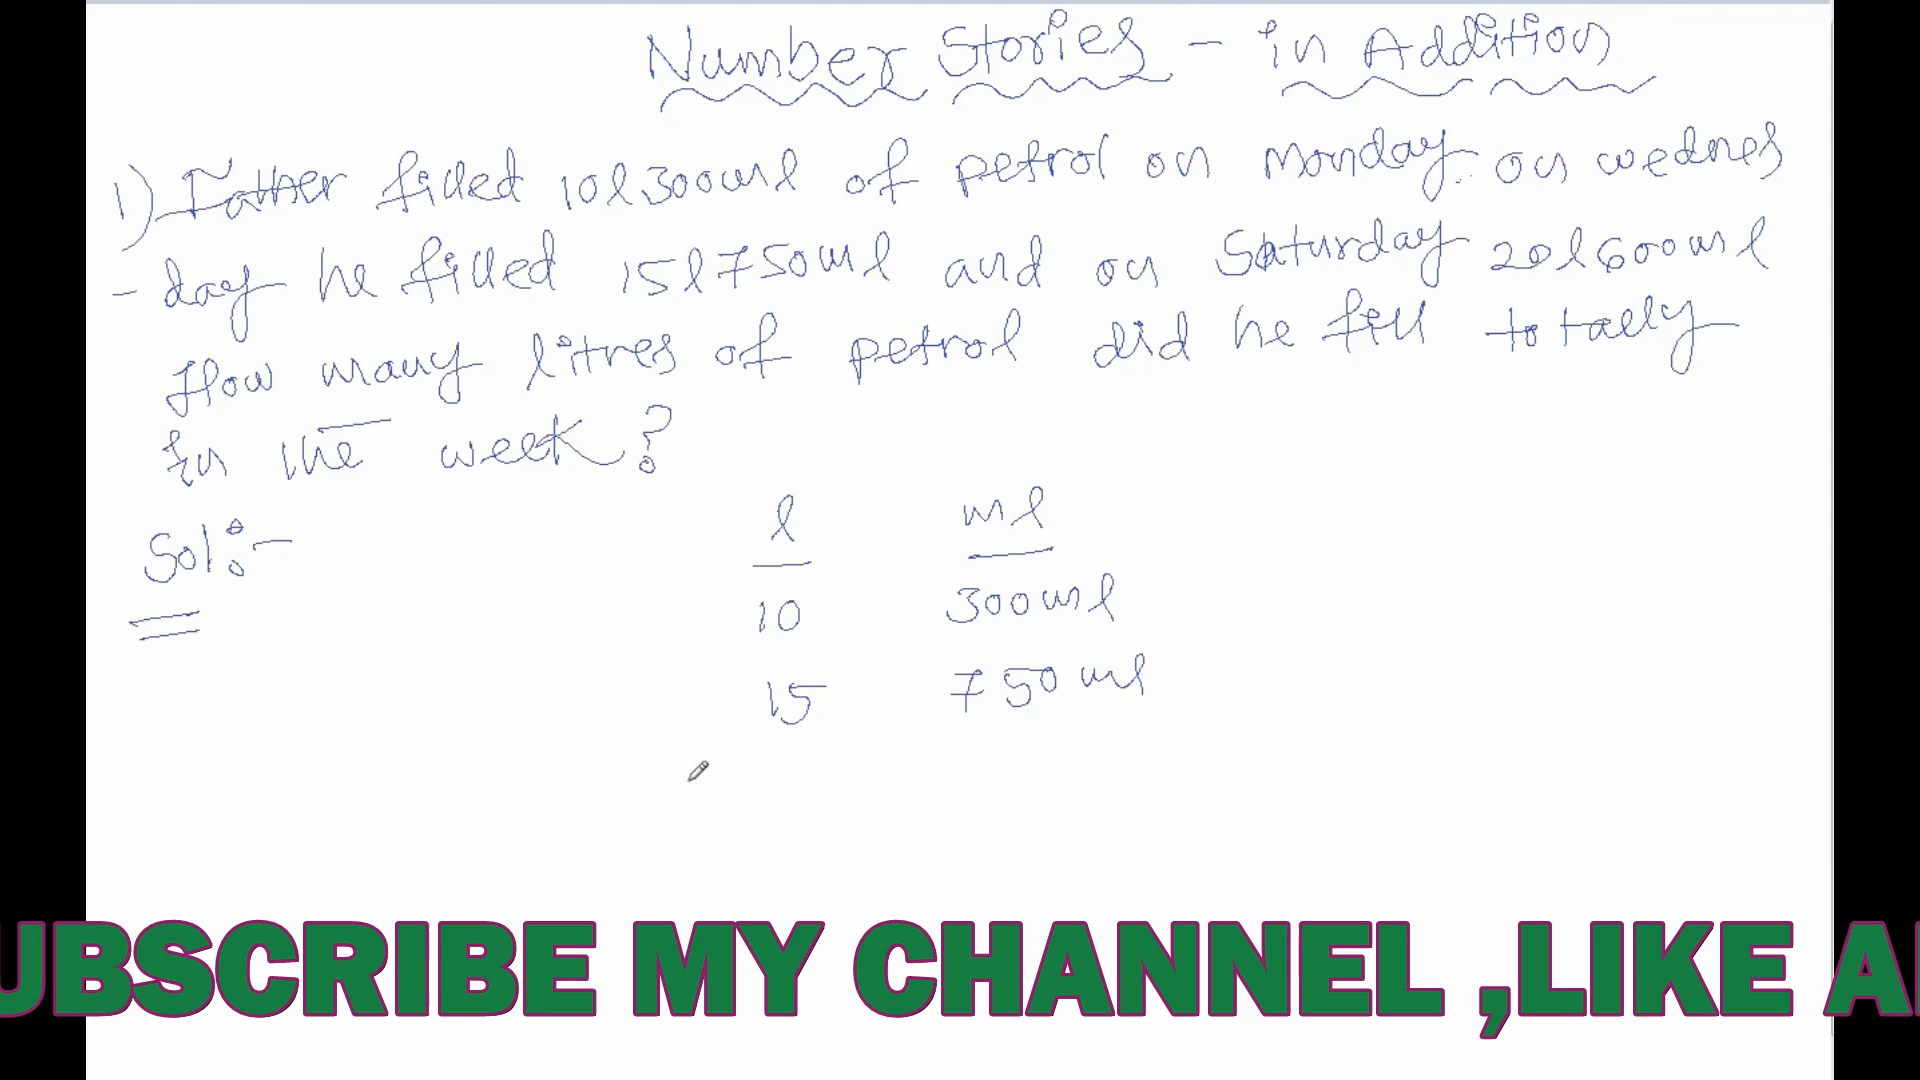 Number Stories - in Addition
1) Father filled 10l300ml of petrol on monday. on wednes
- day he filled 15l750ml and on Saturday 20l600ml
How many litres of petrol did he fill totally
in the week?
Sol:-
l ml
10 300ml
15 750ml
UBSCRIBE MY CHANNEL ,LIKE A